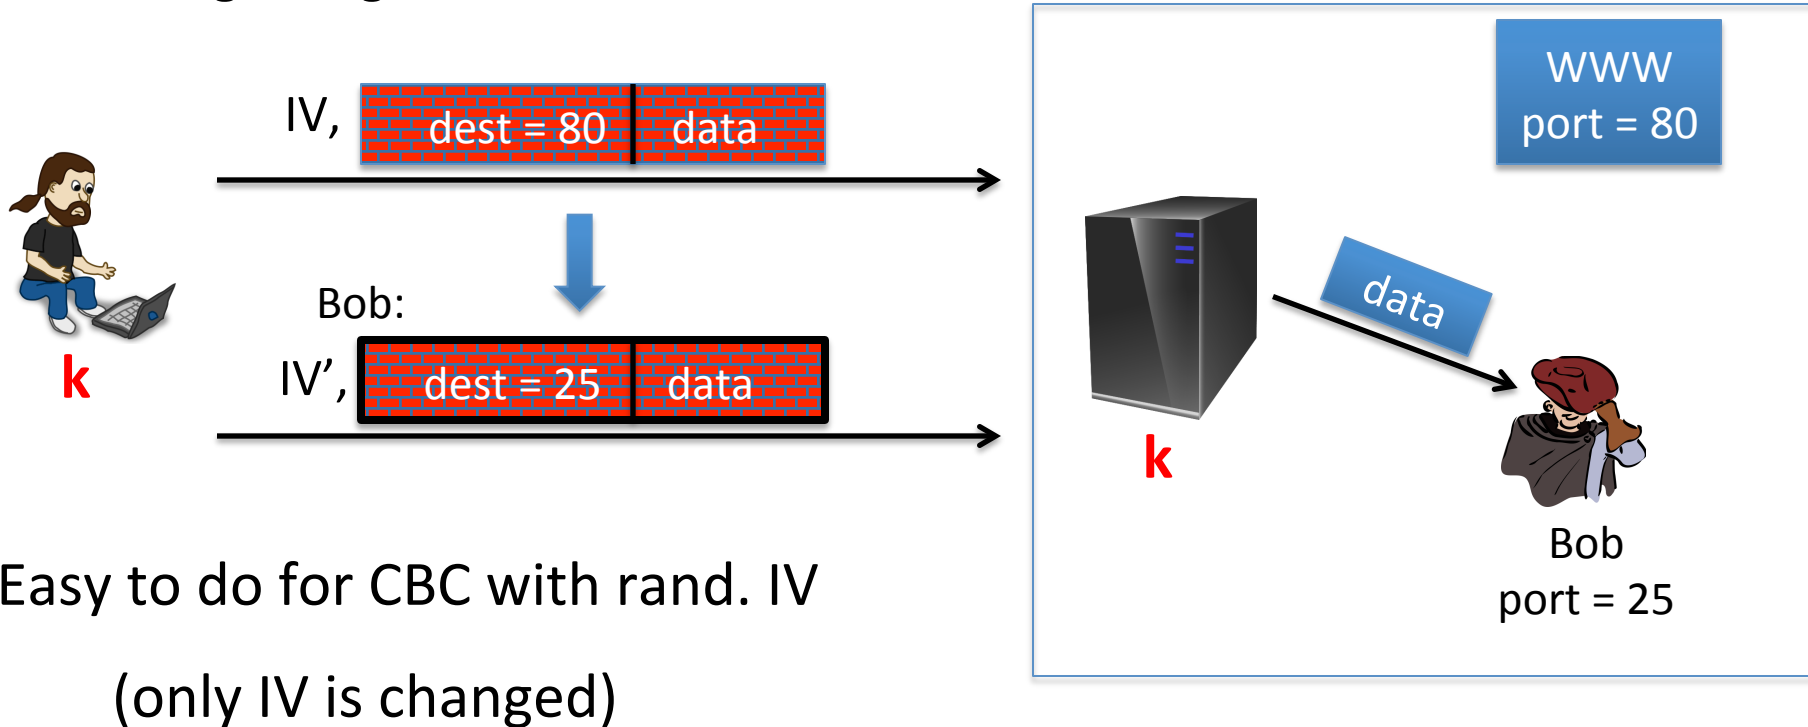 IV,
dest = 80
data
WWW
port = 80
data
Bob:
k
IV’,
dest = 25
data
k
Bob
port = 25
Easy to do for CBC with rand. IV
(only IV is changed)